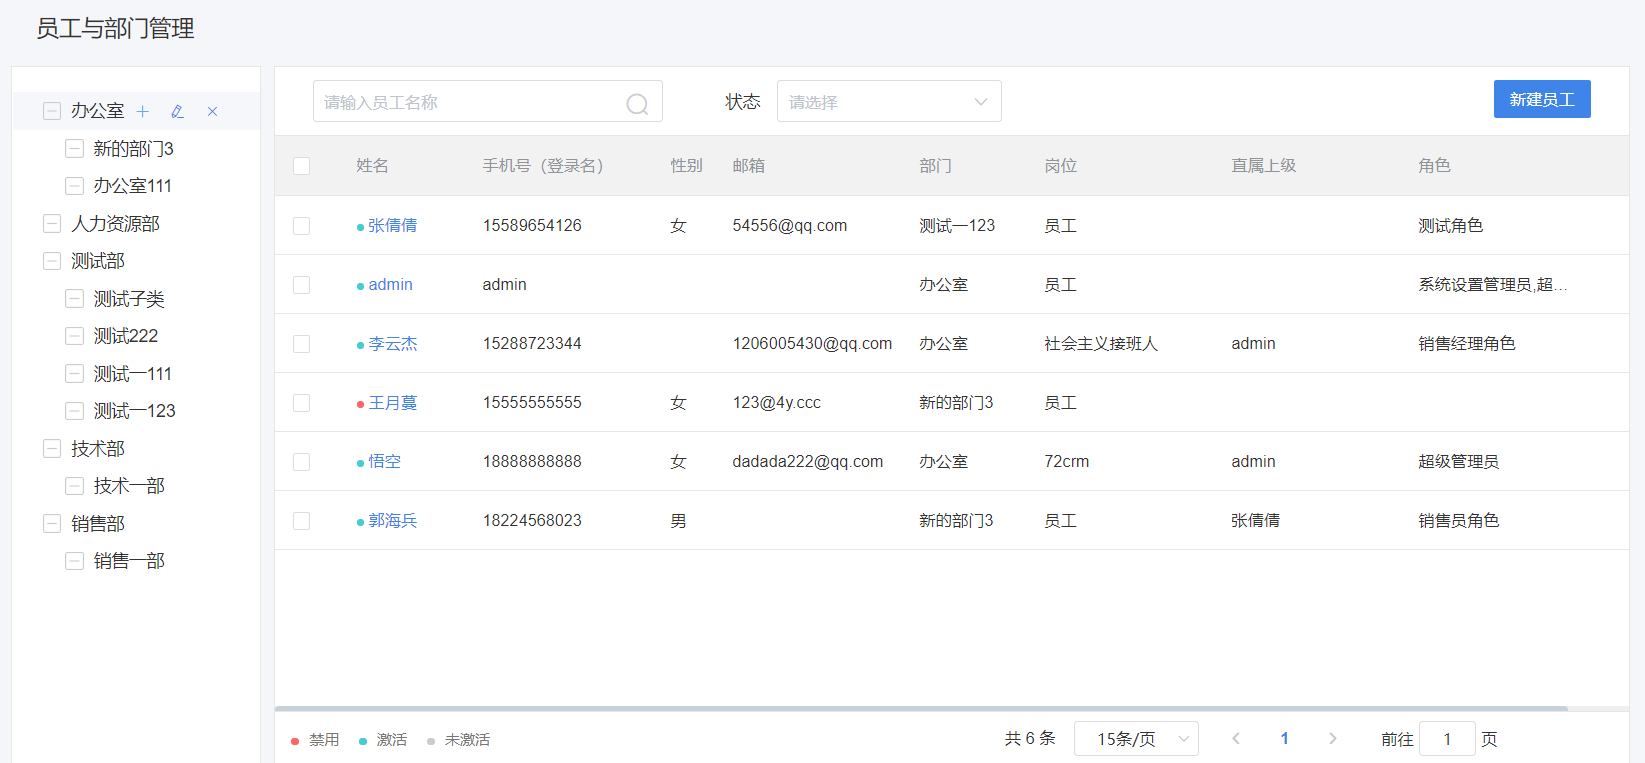 员工与部门管理
办公室
新的部门3
办公室111
人力资源部
测试部
测试子类
测试222
测试一111
测试一123
技术部
技术一部
销售部
销售一部
请输入员工名称 状态 请选择 新建员工
姓名 手机号（登录名） 性别 邮箱 部门 岗位 直属上级 角色
张倩倩 15589654126 女 54556@qq.com 测试一123 员工 测试角色
admin admin 办公室 员工 系统设置管理员,超...
李云杰 15288723344 1206005430@qq.com 办公室 社会主义接班人 admin 销售经理角色
王月蔓 15555555555 女 123@4y.ccc 新的部门3 员工
悟空 18888888888 女 dadada222@qq.com 办公室 72crm admin 超级管理员
郭海兵 18224568023 男 新的部门3 员工 张倩倩 销售员角色
禁用 激活 未激活 共 6 条 15条/页 1 前往 1 页